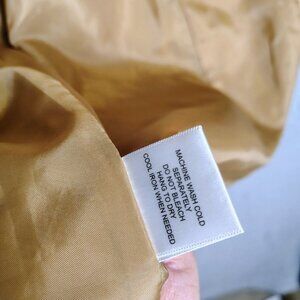 MACHINE WASH COLD
SEPARATELY
DO NOT BLEACH
HANG TO DRY
COOL IRON WHEN NEEDED